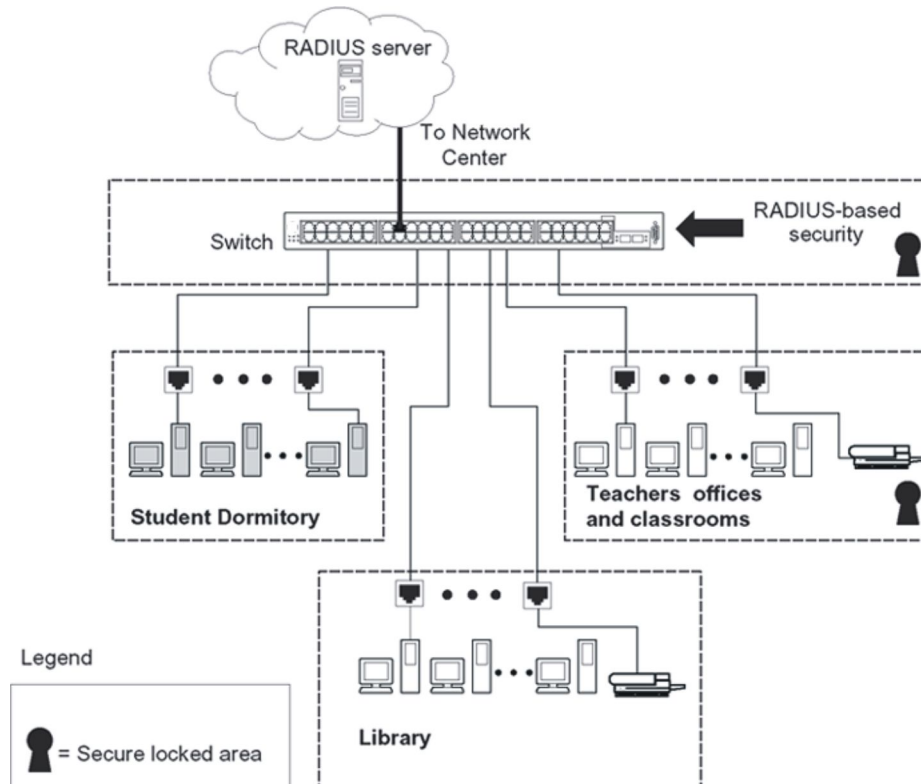 RADIUS server
To Network
Center
RADIUS-based
security
Switch
Student Dormitory
Teachers offices
and classrooms
Library
Legend
= Secure locked area